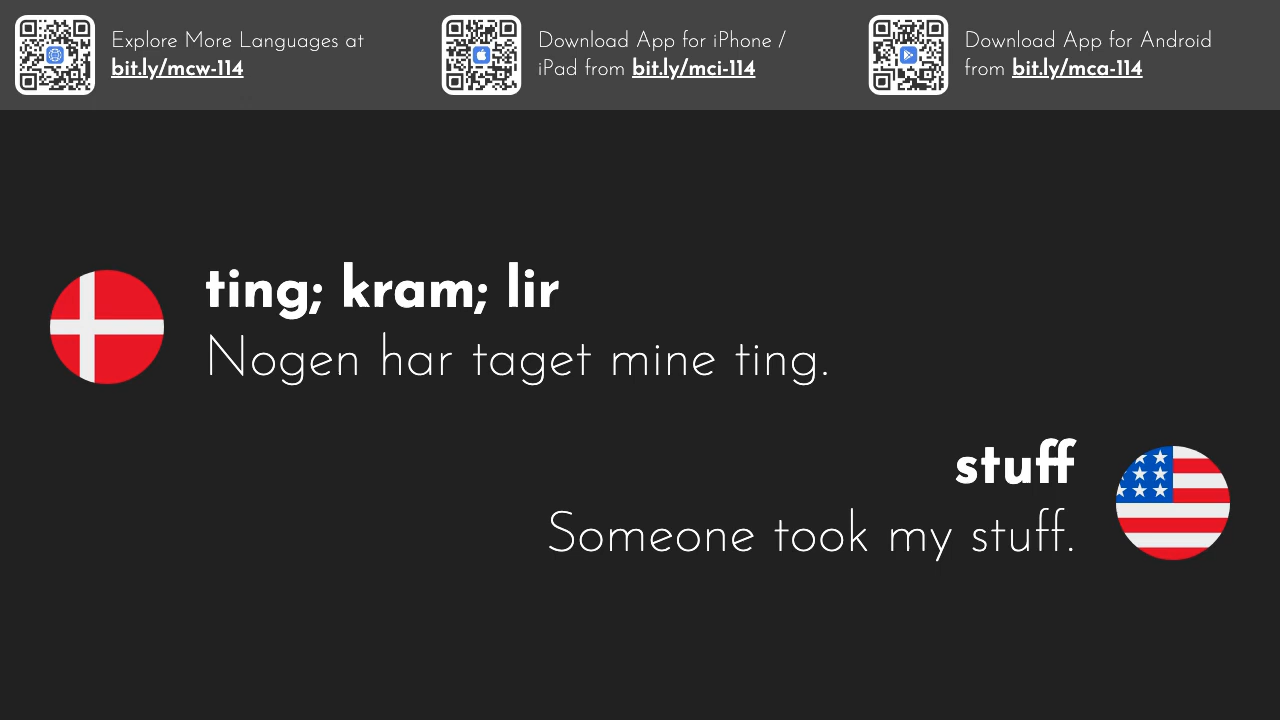 Explore More Languages at
bit.ly/mcw-114
Download App for iPhone /
iPad from bit.ly/mci-114
Download App for Android
from bit.ly/mca-114
ting; kram; lir
Nogen har taget mine ting.
stuff
Someone took my stuff.